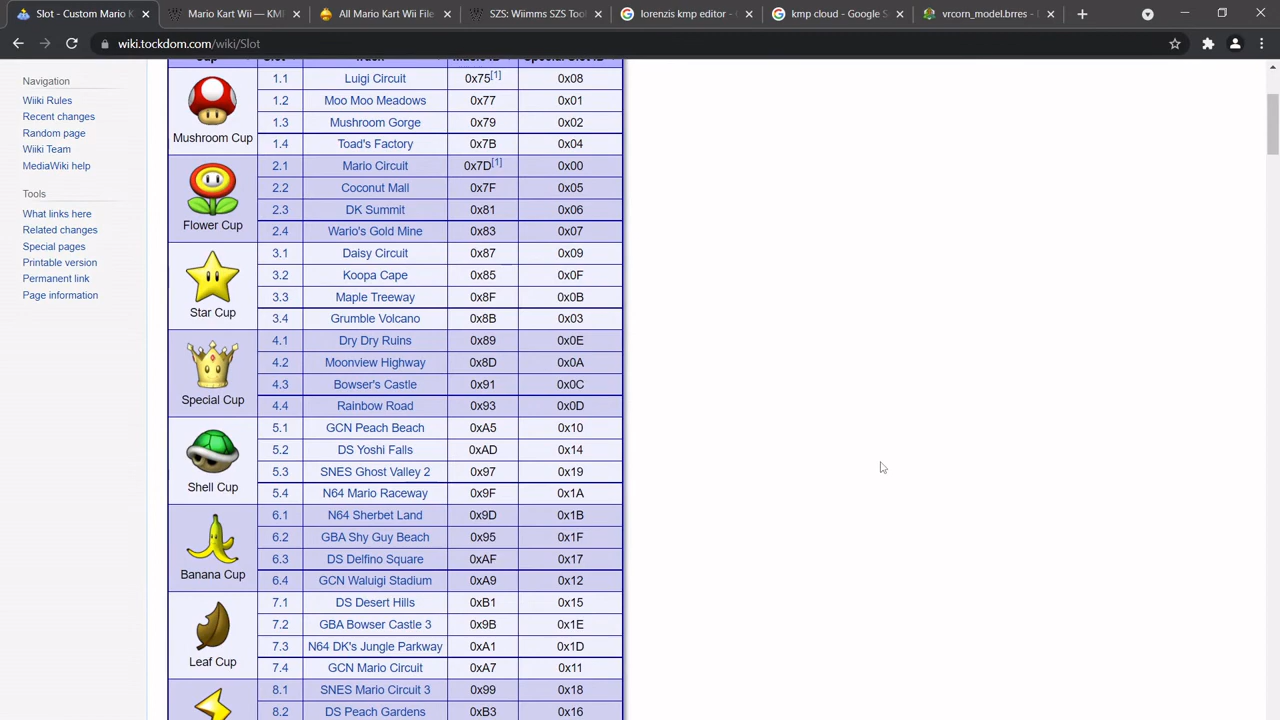 Slot - Custom Mario K
Mario Kart Wii — KMP
All Mario Kart Wii File
SZS: Wiimms SZS Tool
lorenzis kmp editor - G
kmp cloud - Google S
vrcorn_model.brres -
wiki.tockdom.com/wiki/Slot
Navigation
Wiiki Rules
Recent changes
Random page
Wiiki Team
MediaWiki help
Tools
What links here
Related changes
Special pages
Printable version
Permanent link
Page information
Cup Slot Track Music ID Special Slot ID
Mushroom Cup
1.1 Luigi Circuit 0x75[1] 0x08
1.2 Moo Moo Meadows 0x77 0x01
1.3 Mushroom Gorge 0x79 0x02
1.4 Toad's Factory 0x7B 0x04
Flower Cup
2.1 Mario Circuit 0x7D[1] 0x00
2.2 Coconut Mall 0x7F 0x05
2.3 DK Summit 0x81 0x06
2.4 Wario's Gold Mine 0x83 0x07
Star Cup
3.1 Daisy Circuit 0x87 0x09
3.2 Koopa Cape 0x85 0x0F
3.3 Maple Treeway 0x8F 0x0B
3.4 Grumble Volcano 0x8B 0x03
Special Cup
4.1 Dry Dry Ruins 0x89 0x0E
4.2 Moonview Highway 0x8D 0x0A
4.3 Bowser's Castle 0x91 0x0C
4.4 Rainbow Road 0x93 0x0D
Shell Cup
5.1 GCN Peach Beach 0xA5 0x10
5.2 DS Yoshi Falls 0xAD 0x14
5.3 SNES Ghost Valley 2 0x97 0x19
5.4 N64 Mario Raceway 0x9F 0x1A
Banana Cup
6.1 N64 Sherbet Land 0x9D 0x1B
6.2 GBA Shy Guy Beach 0x95 0x1F
6.3 DS Delfino Square 0xAF 0x17
6.4 GCN Waluigi Stadium 0xA9 0x12
Leaf Cup
7.1 DS Desert Hills 0xB1 0x15
7.2 GBA Bowser Castle 3 0x9B 0x1E
7.3 N64 DK's Jungle Parkway 0xA1 0x1D
7.4 GCN Mario Circuit 0xA7 0x11
8.1 SNES Mario Circuit 3 0x99 0x18
8.2 DS Peach Gardens 0xB3 0x16